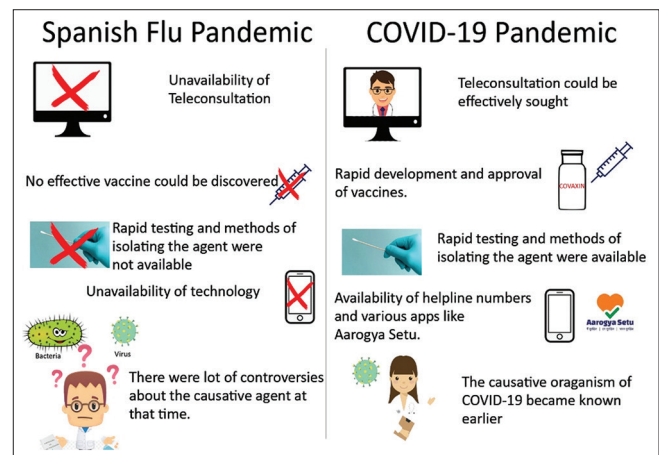 Spanish Flu Pandemic
Unavailability of
Teleconsultation
No effective vaccine could be discovered
Rapid testing and methods of
isolating the agent were
not available
Unavailability of technology
Bacteria
Virus
There were lot of controversies
about the causative agent at
that time.
COVID-19 Pandemic
Teleconsultation could be
effectively sought
Rapid development and approval
of vaccines.
COVAXIN
Rapid testing and methods of
isolating the agent were available
Availability of helpline numbers
and various apps like
Aarogya Setu.
Aarogya Setu
The causative oraganism of
COVID-19 became known
earlier